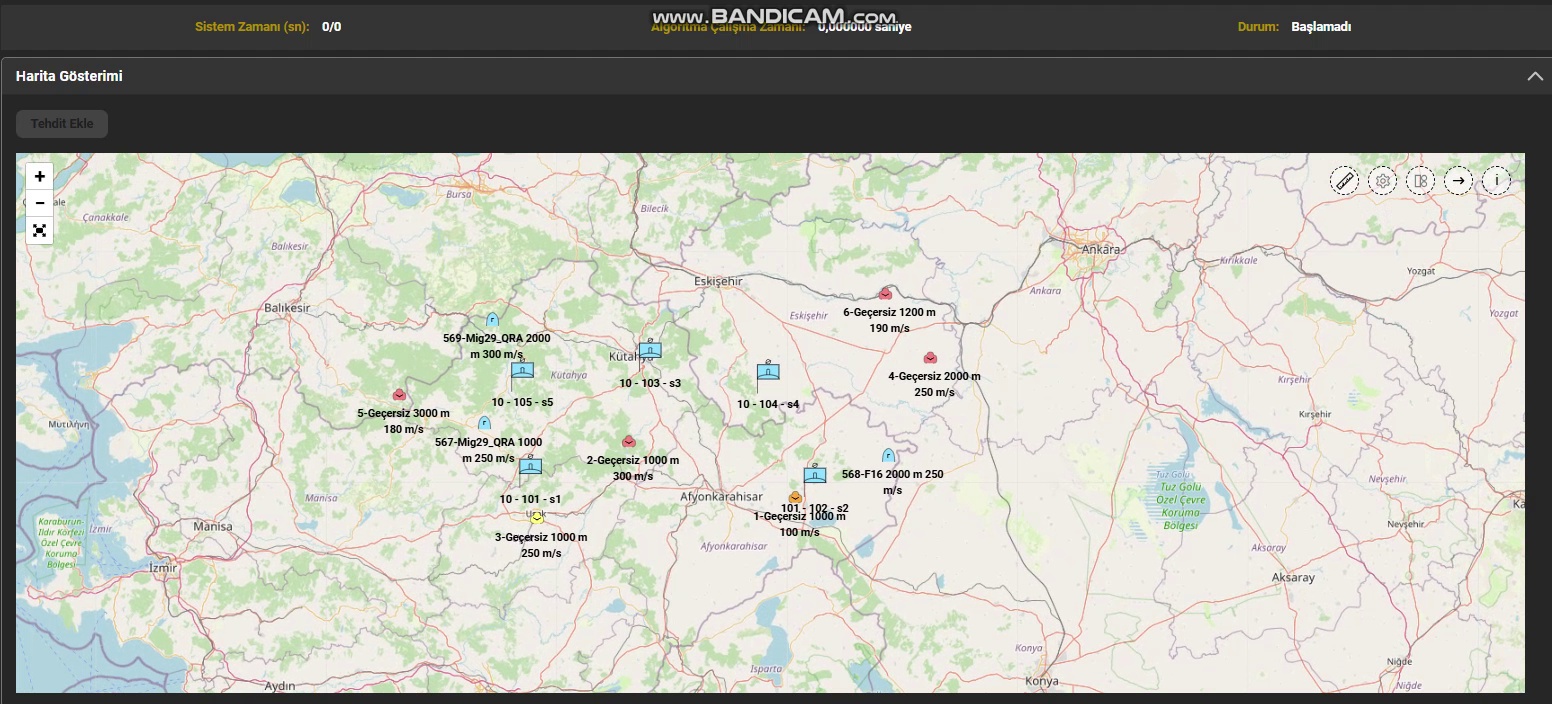 www.BANDICAM.com
Sistem Zamanı (sn): 0/0
Algoritma Çalışma Zamanı: 0,000000 saniye
Durum: Başlamadı
Harita Gösterimi
Tehdit Ekle
+
−
i
Bursa
Bilecik
Çanakkale
Balıkesir
Ankara
Kırıkkale
Yozgat
Eskişehir
Ankara
Balıkesir
Eskişehir
Yozgat
6-Geçersiz 1200 m
190 m/s
569-Mig29_QRA 2000
m 300 m/s
Kütahya
10 - 103 - s3
4-Geçersiz 2000 m
250 m/s
Kütahya
Kırşehir
10 - 105 - s5
10 - 104 - s4
5-Geçersiz 3000 m
180 m/s
Kırşehir
Μυτιλήνη
567-Mig29_QRA 1000
m 250 m/s
2-Geçersiz 1000 m
300 m/s
568-F16 2000 m 250
m/s
Tuz Gölü
Tuz Gölü
Özel Çevre
Koruma
Bölgesi
Nevşehir
Manisa
10 - 101 - s1
Afyonkarahisar
101 - 102 - s2
1-Geçersiz 1000 m
100 m/s
Karaburun-
Ildır Körfezi
Özel Çevre
Koruma
Bölgesi
İzmir
Manisa
Uşak
3-Geçersiz 1000 m
250 m/s
Afyonkarahisar
Nevşehir
Aksaray
İzmir
Aksaray
Konya
Isparta
Niğde
Aydın
Konya
Niğde